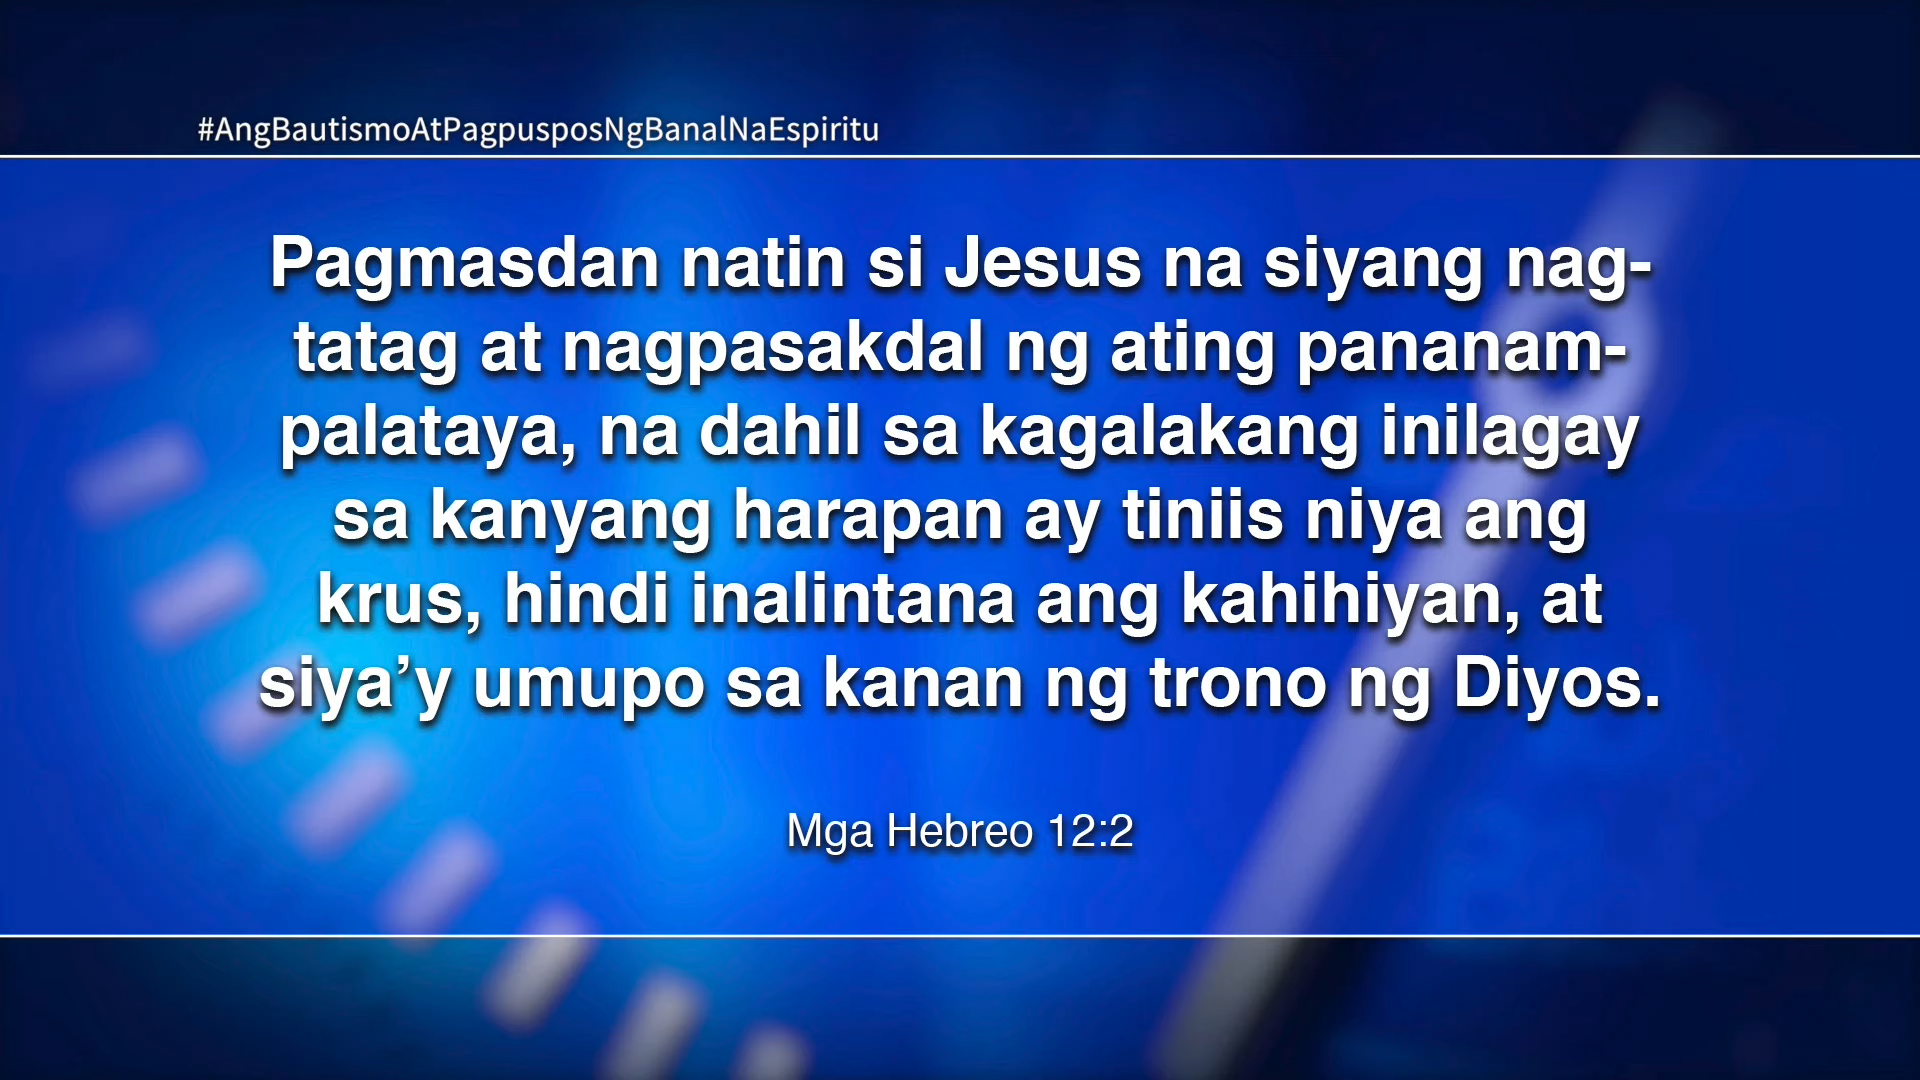 #AngBautismoAtPagpusposNgBanalNaEspiritu
Pagmasdan natin si Jesus na siyang nag-
tatag at nagpasakdal ng ating pananam-
palataya, na dahil sa kagalakang inilagay
sa kanyang harapan ay tiniis niya ang
krus, hindi inalintana ang kahihiyan, at
siya’y umupo sa kanan ng trono ng Diyos.
Mga Hebreo 12:2